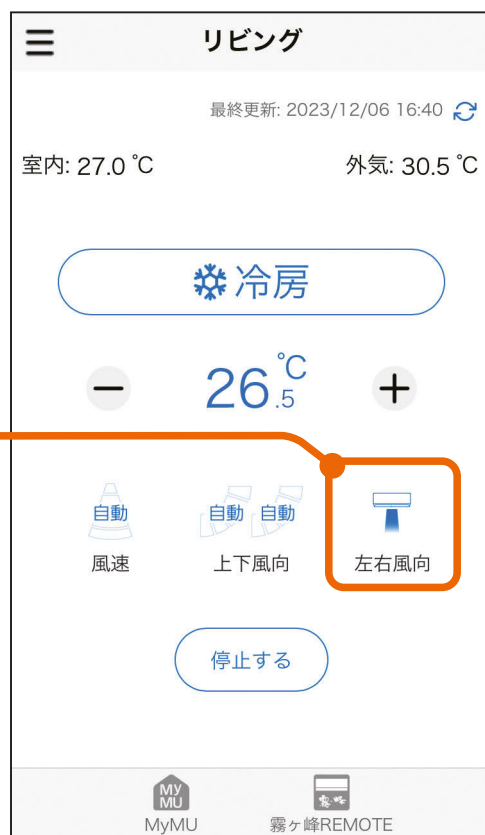 リビング
最終更新: 2023/12/06 16:40
室内: 27.0 ℃
外気: 30.5 ℃
冷房
26.5 ℃
自動
自動 自動
風速
上下風向
左右風向
停止する
MY MU
MyMU
霧ヶ峰REMOTE